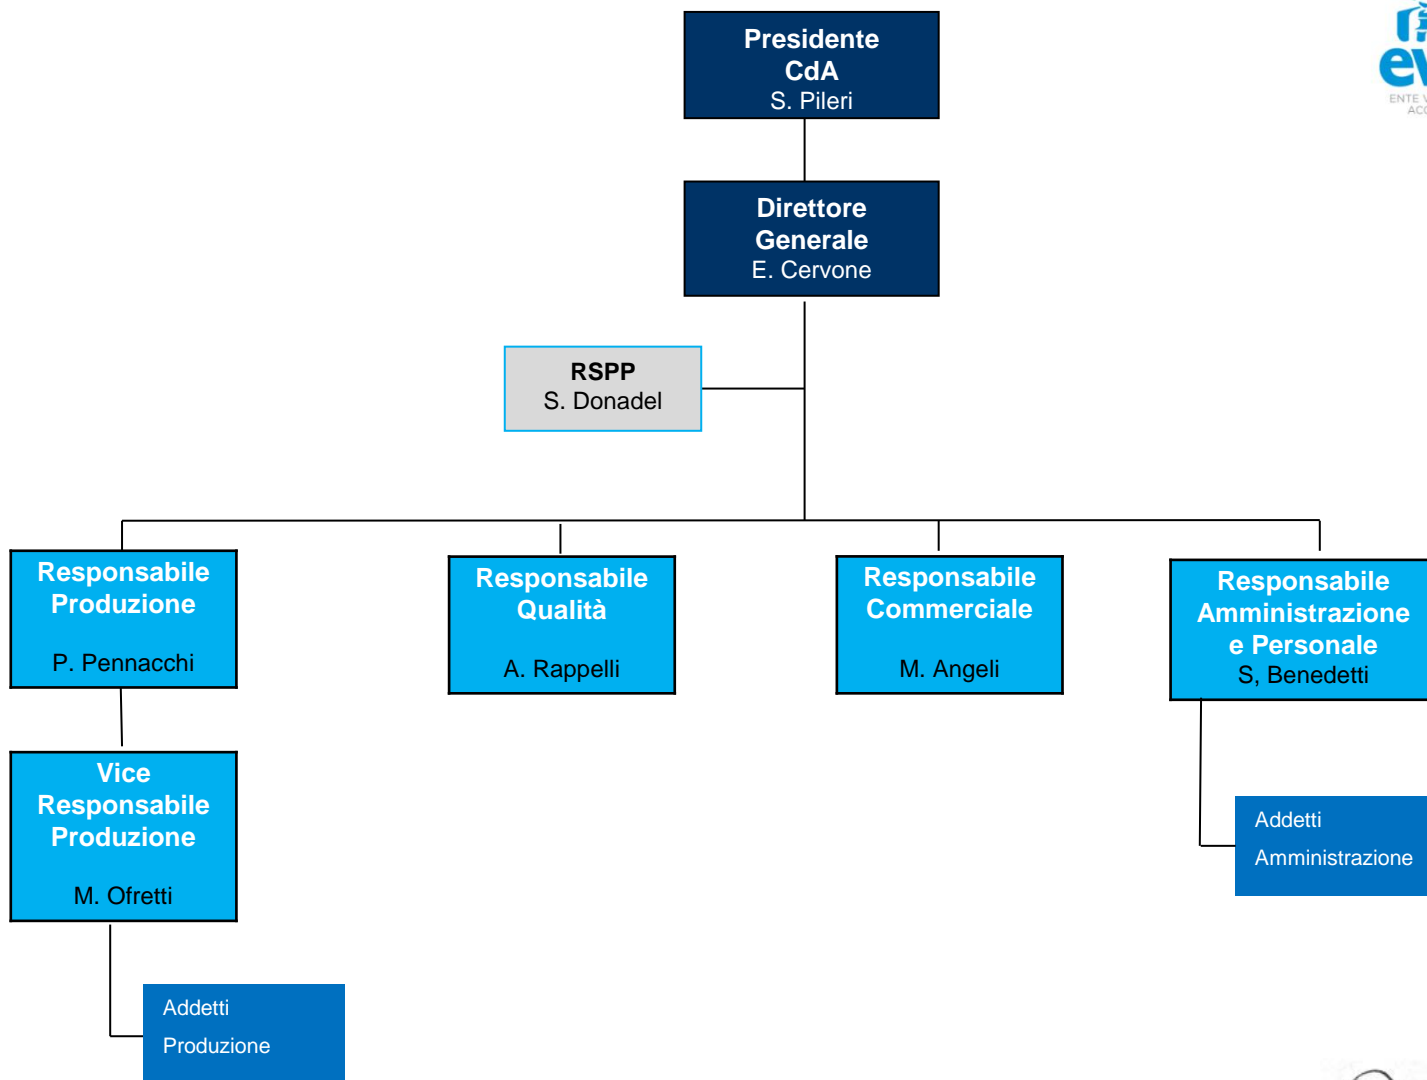 Presidente
CdA
S. Pileri
Direttore
Generale
E. Cervone
RSPP
S. Donadel
Responsabile
Produzione
P. Pennacchi
Responsabile
Qualità
A. Rappelli
Responsabile
Commerciale
M. Angeli
Responsabile
Amministrazione
e Personale
S, Benedetti
Vice
Responsabile
Produzione
M. Ofretti
Addetti
Amministrazione
Addetti
Produzione
ENTE